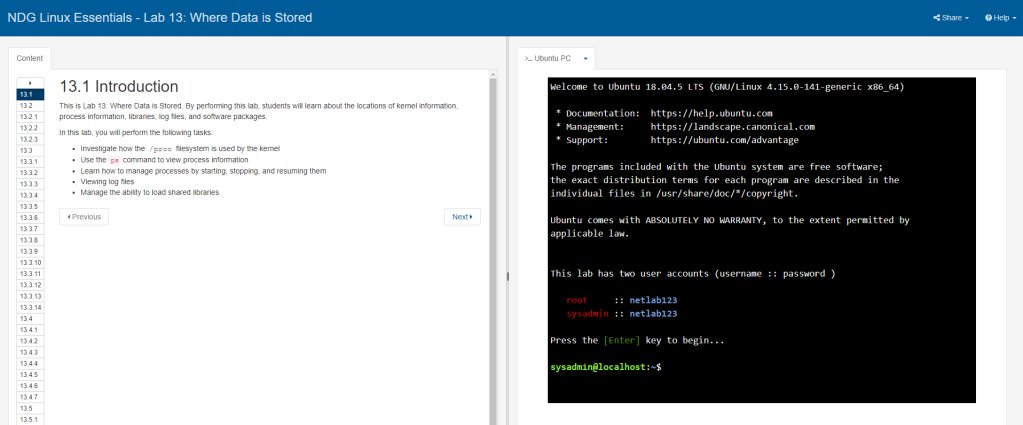 NDG Linux Essentials - Lab 13: Where Data is Stored
Share
Help
Content
13.1
13.2
13.2.1
13.2.2
13.2.3
13.3
13.3.1
13.3.2
13.3.3
13.3.4
13.3.5
13.3.6
13.3.7
13.3.8
13.3.9
13.3.10
13.3.11
13.3.12
13.3.13
13.3.14
13.4
13.4.1
13.4.2
13.4.3
13.4.4
13.4.5
13.4.6
13.4.7
13.5
13.5.1
13.1 Introduction
This is Lab 13: Where Data is Stored. By performing this lab, students will learn about the locations of kernel information,
process information, libraries, log files, and software packages.
In this lab, you will perform the following tasks:
• Investigate how the /proc filesystem is used by the kernel
• Use the ps command to view process information
• Learn how to manage processes by starting, stopping, and resuming them
• Viewing log files
• Manage the ability to load shared libraries
Previous
Next
>_ Ubuntu PC
Welcome to Ubuntu 18.04.5 LTS (GNU/Linux 4.15.0-141-generic x86_64)
* Documentation: https://help.ubuntu.com
* Management: https://landscape.canonical.com
* Support: https://ubuntu.com/advantage
The programs included with the Ubuntu system are free software;
the exact distribution terms for each program are described in the
individual files in /usr/share/doc/*/copyright.
Ubuntu comes with ABSOLUTELY NO WARRANTY, to the extent permitted by
applicable law.
This lab has two user accounts (username :: password )
root :: netlab123
sysadmin :: netlab123
Press the [Enter] key to begin...
sysadmin@localhost:~$